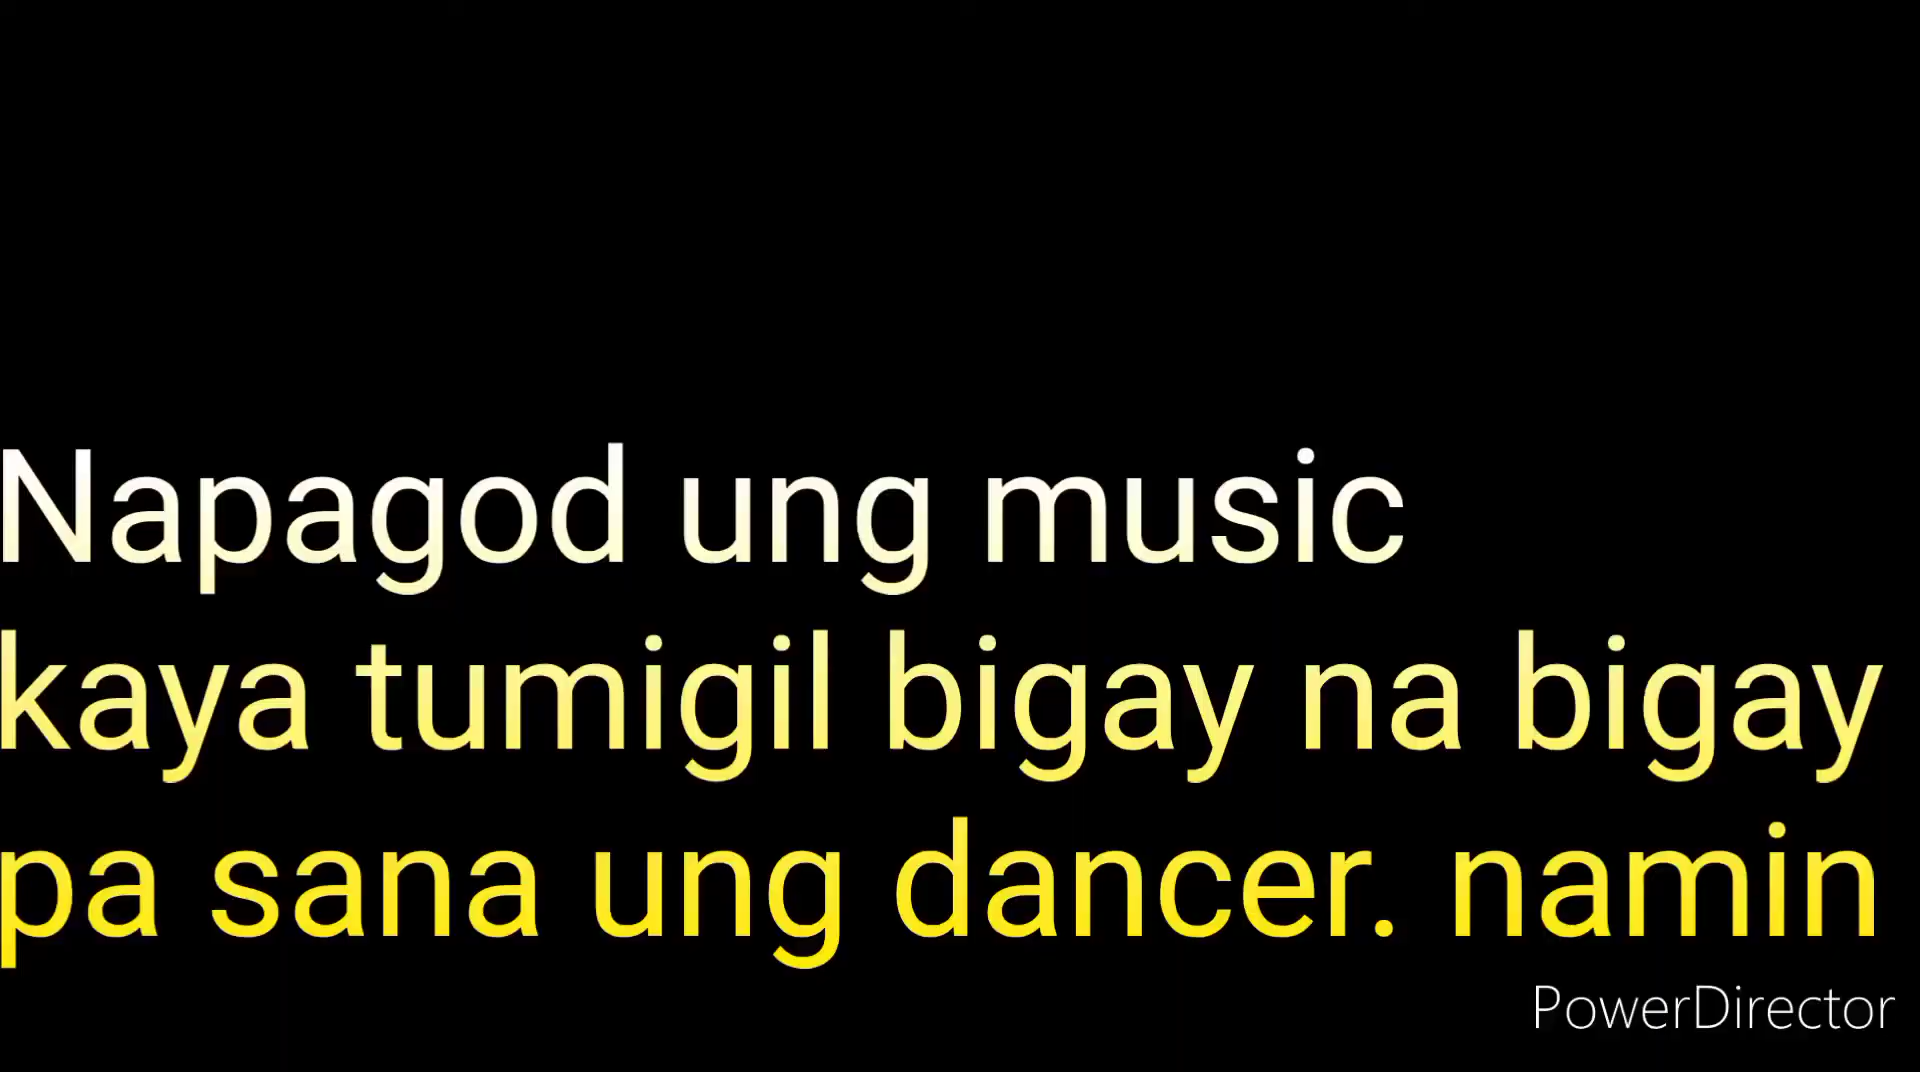 Napagod ung music
kaya tumigil bigay na bigay
pa sana ung dancer. namin
PowerDirector